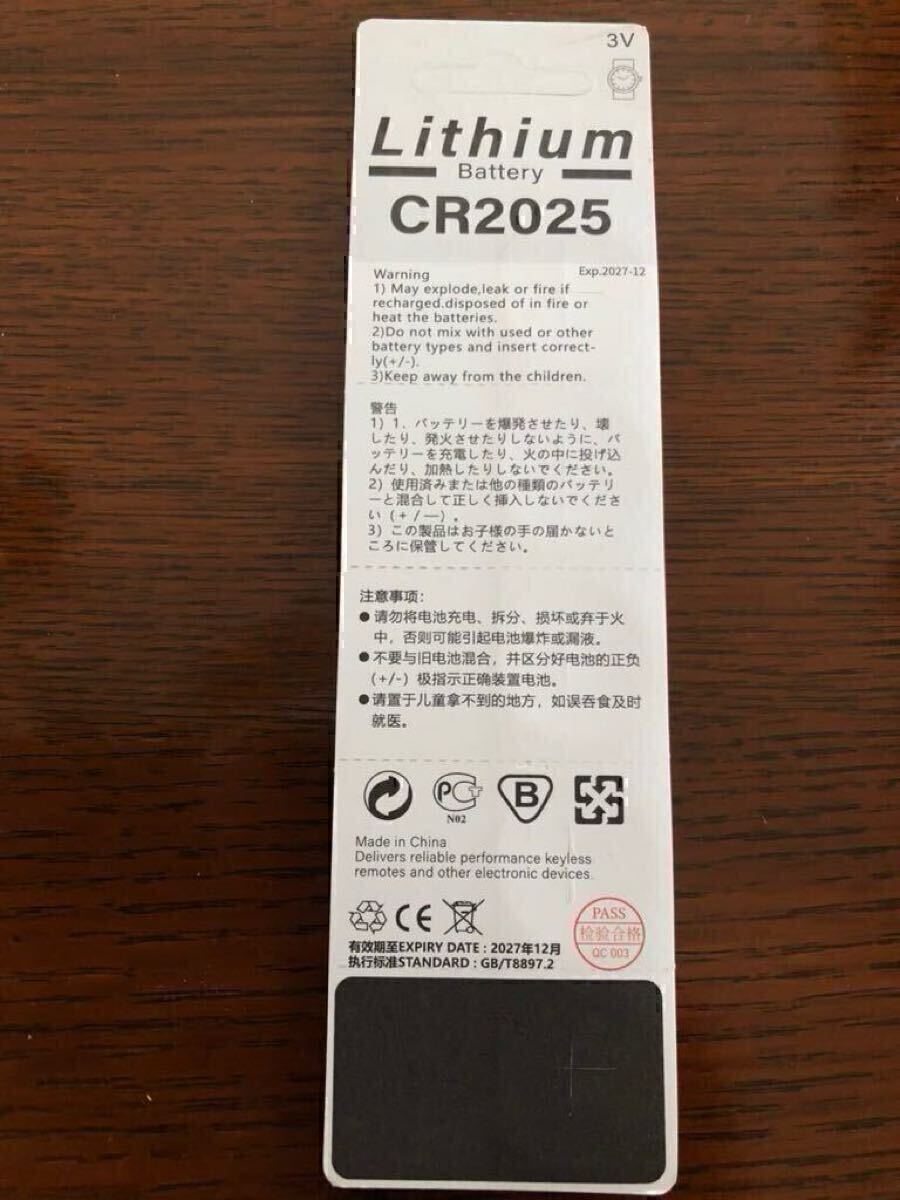 3V
Lithium
Battery
CR2025
Exp.2027-12
Warning
1) May explode,leak or fire if
recharged.disposed of in fire or
heat the batteries.
2)Do not mix with used or other
battery types and insert correct-
ly(+/-).
3)Keep away from the children.
警告
1) 1、バッテリーを爆発させたり、壊
したり、発火させたりしないように、バ
ッテリーを充電したり、火の中に投げ込
んだり、加熱したりしないでください。
2) 使用済みまたは他の種類のバッテリ
ーと混合して正しく挿入しないでくださ
い (+/—)。
3) この製品はお子様の手の届かないと
ころに保管してください。
注意事项:
●请勿将电池充电、拆分、损坏或弃于火
中，否则可能引起电池爆炸或漏液。
●不要与旧电池混合，并区分好电池的正负
(+/-) 极指示正确装置电池。
●请置于儿童拿不到的地方，如误吞食及时
就医。
PCT
N02
B
Made in China
Delivers reliable performance keyless
remotes and other electronic devices.
CE
PASS
检验合格
QC 003
有效期至EXPIRY DATE : 2027年12月
执行标准STANDARD : GB/T8897.2